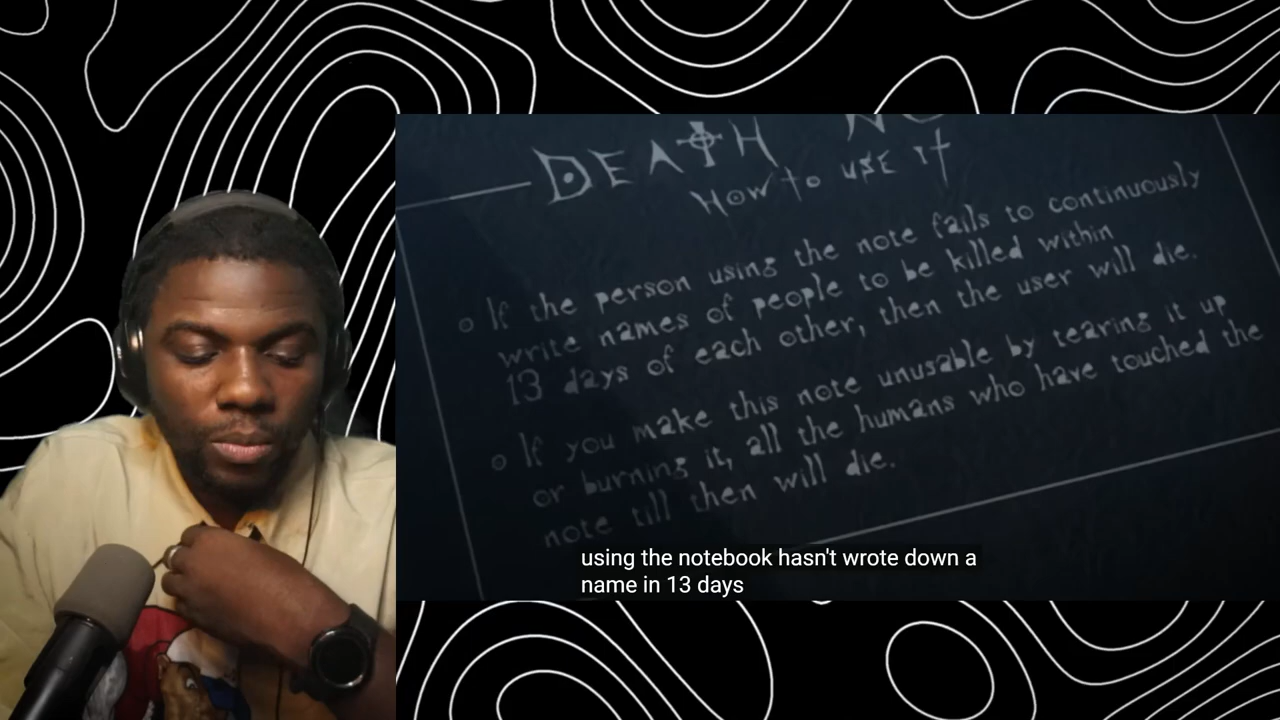 DEATH NO
How to use it
o If the person using the note fails to continuously
write names of people to be killed within
13 days of each other, then the user will die.
o If you make this note unusable by tearing it up
or burning it, all the humans who have touched the
note till then will die.
using the notebook hasn't wrote down a
name in 13 days